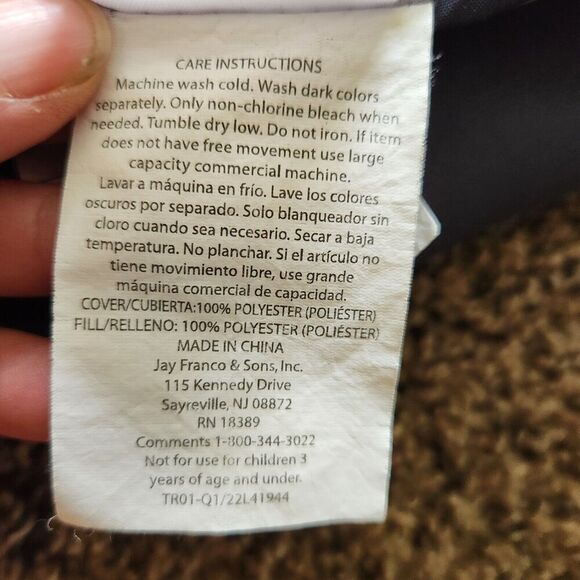 CARE INSTRUCTIONS
Machine wash cold. Wash dark colors
separately. Only non-chlorine bleach when
needed. Tumble dry low. Do not iron. If item
does not have free movement use large
capacity commercial machine.
Lavar a máquina en frío. Lave los colores
oscuros por separado. Solo blanqueador sin
cloro cuando sea necesario. Secar a baja
temperatura. No planchar. Si el artículo no
tiene movimiento libre, use grande
máquina comercial de capacidad.
COVER/CUBIERTA:100% POLYESTER (POLIÉSTER)
FILL/RELLENO: 100% POLYESTER (POLIÉSTER)
MADE IN CHINA
Jay Franco & Sons, Inc.
115 Kennedy Drive
Sayreville, NJ 08872
RN 18389
Comments 1-800-344-3022
Not for use for children 3
years of age and under.
TR01-Q1/22L41944